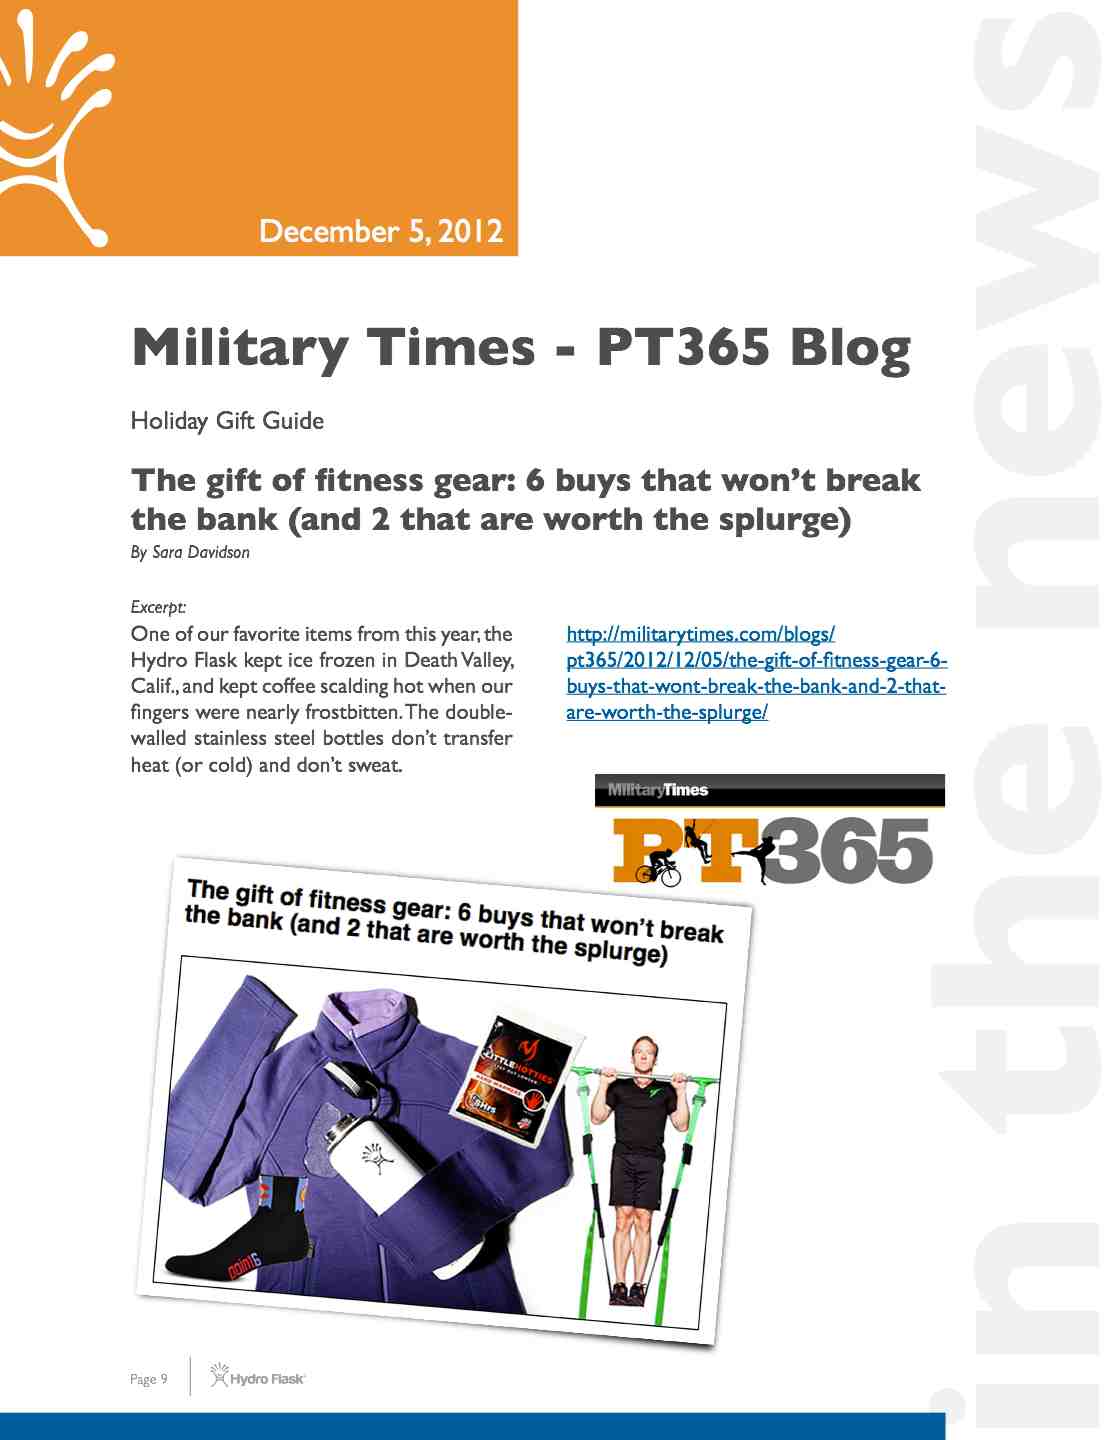 December 5, 2012
in the news
Military Times - PT365 Blog
Holiday Gift Guide
The gift of fitness gear: 6 buys that won't break
the bank (and 2 that are worth the splurge)
By Sara Davidson
Excerpt:
One of our favorite items from this year, the
Hydro Flask kept ice frozen in Death Valley,
Calif., and kept coffee scalding hot when our
fingers were nearly frostbitten. The double-
walled stainless steel bottles don't transfer
heat (or cold) and don't sweat.
http://militarytimes.com/blogs/
pt365/2012/12/05/the-gift-of-fitness-gear-6-
buys-that-wont-break-the-bank-and-2-that-
are-worth-the-splurge/
MilitaryTimes
PT365
The gift of fitness gear: 6 buys that won't break
the bank (and 2 that are worth the splurge)
LITTLEHOTTIES
HAND WARMERS
8Hrs
point6
Page 9
Hydro Flask